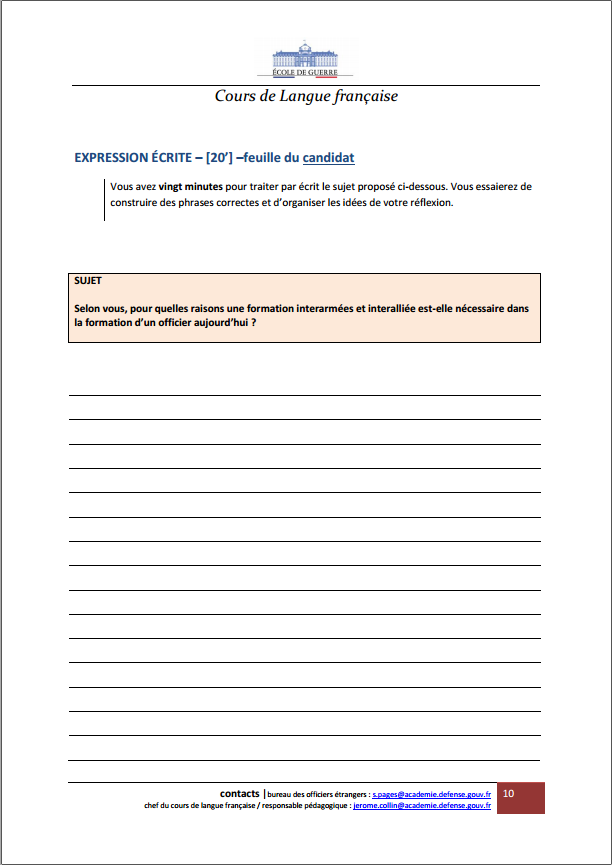 ÉCOLE DE GUERRE
Cours de Langue française
EXPRESSION ÉCRITE – [20’] –feuille du candidat
Vous avez vingt minutes pour traiter par écrit le sujet proposé ci-dessous. Vous essaierez de
construire des phrases correctes et d’organiser les idées de votre réflexion.
SUJET
Selon vous, pour quelles raisons une formation interarmées et interalliée est-elle nécessaire dans
la formation d’un officier aujourd’hui ?
contacts | bureau des officiers étrangers : s.pages@academie.defense.gouv.fr
chef du cours de langue française / responsable pédagogique : jerome.collin@academie.defense.gouv.fr
10